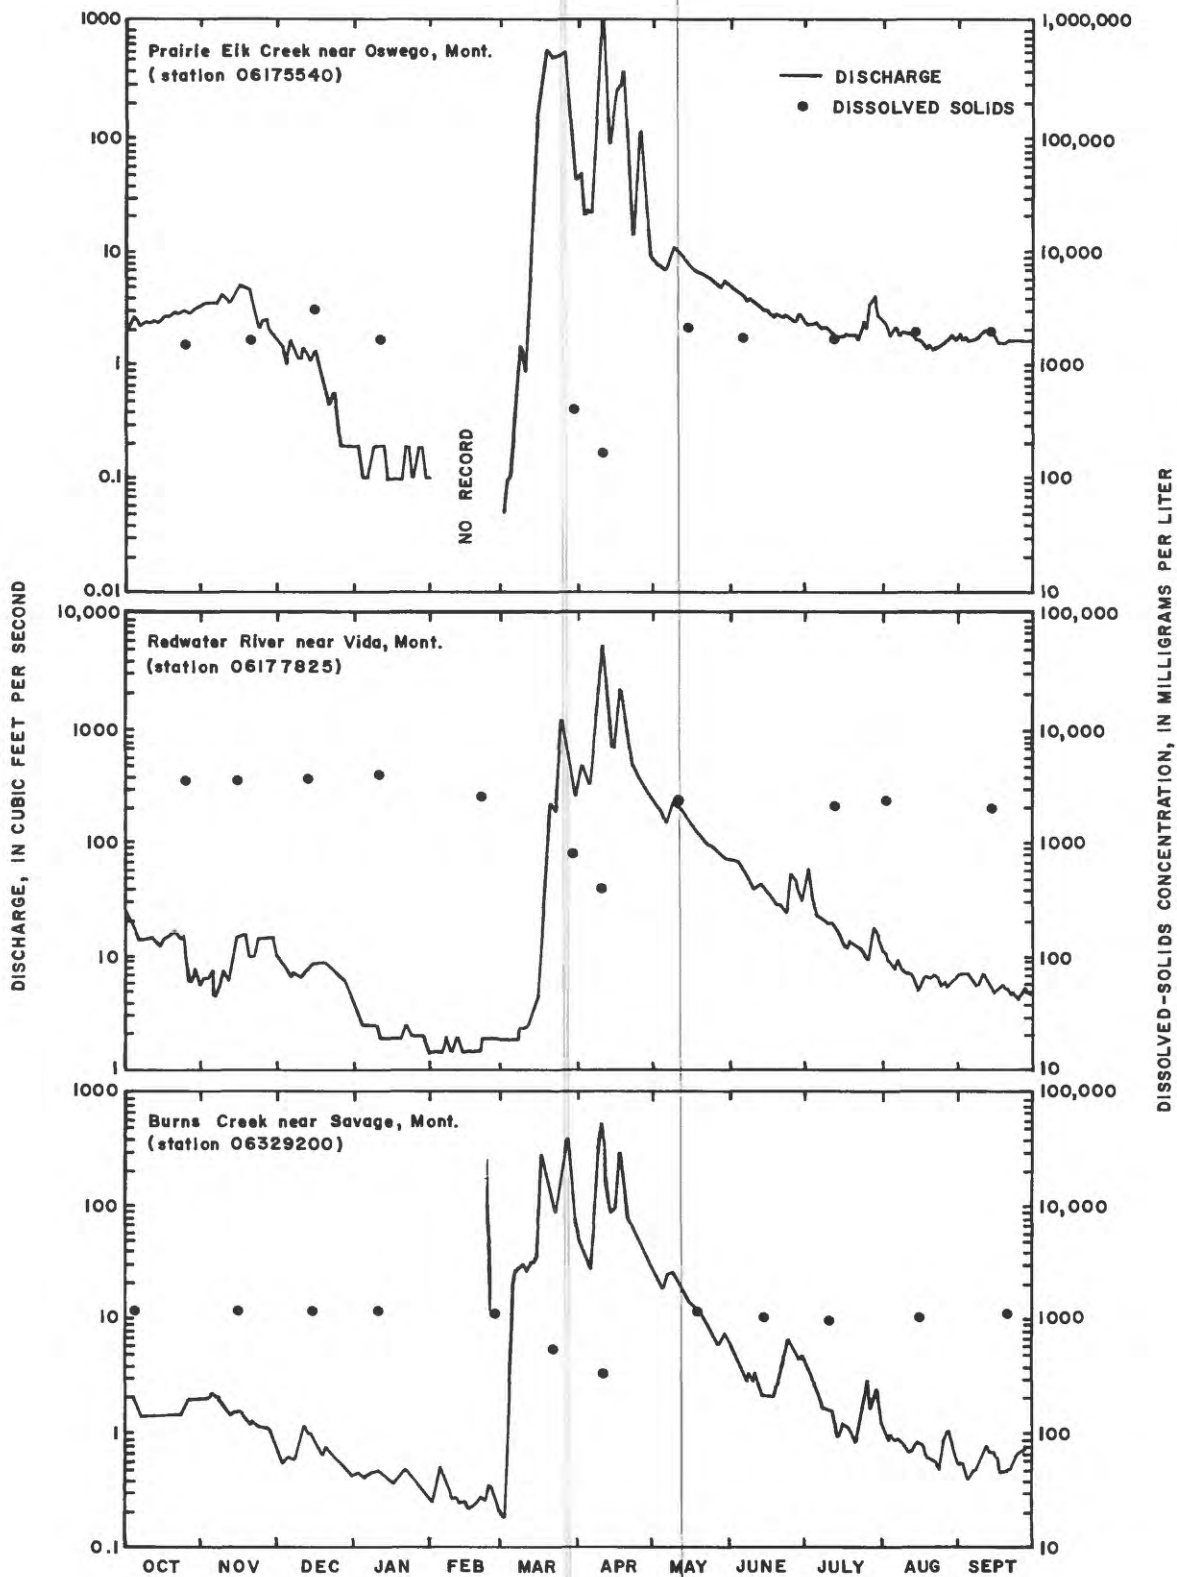 Prairie Elk Creek near Oswego, Mont.
(station 06175540)
DISCHARGE
DISSOLVED SOLIDS
1000
100
10
1
0.1
0.01
1,000,000
100,000
10,000
1000
100
10
NO RECORD
DISCHARGE, IN CUBIC FEET PER SECOND
DISSOLVED-SOLIDS CONCENTRATION, IN MILLIGRAMS PER LITER
Redwater River near Vida, Mont.
(station 06177825)
10,000
1000
100
10
1
100,000
10,000
1000
100
10
Burns Creek near Savage, Mont.
(station 06329200)
1000
100
10
1
0.1
100,000
10,000
1000
100
10
OCT NOV DEC JAN FEB MAR APR MAY JUNE JULY AUG SEPT